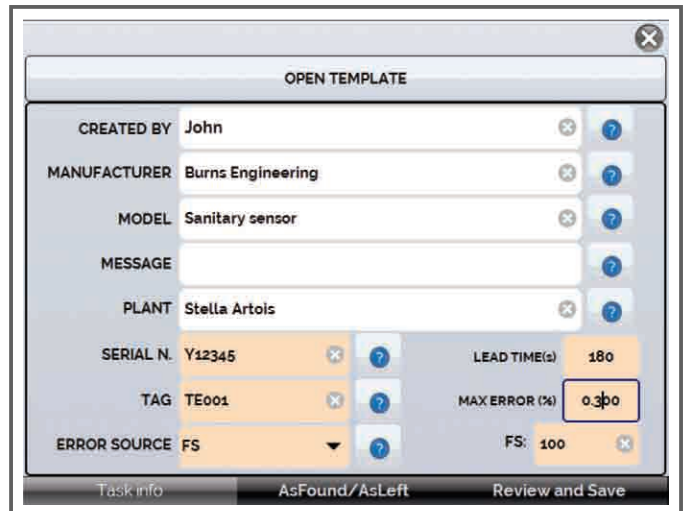 OPEN TEMPLATE
CREATED BY John
MANUFACTURER Burns Engineering
MODEL Sanitary sensor
MESSAGE
PLANT Stella Artois
SERIAL N. Y12345 LEAD TIME(s) 180
TAG TE001 MAX ERROR (%) 0.300
ERROR SOURCE FS FS: 100
Task info AsFound/AsLeft Review and Save